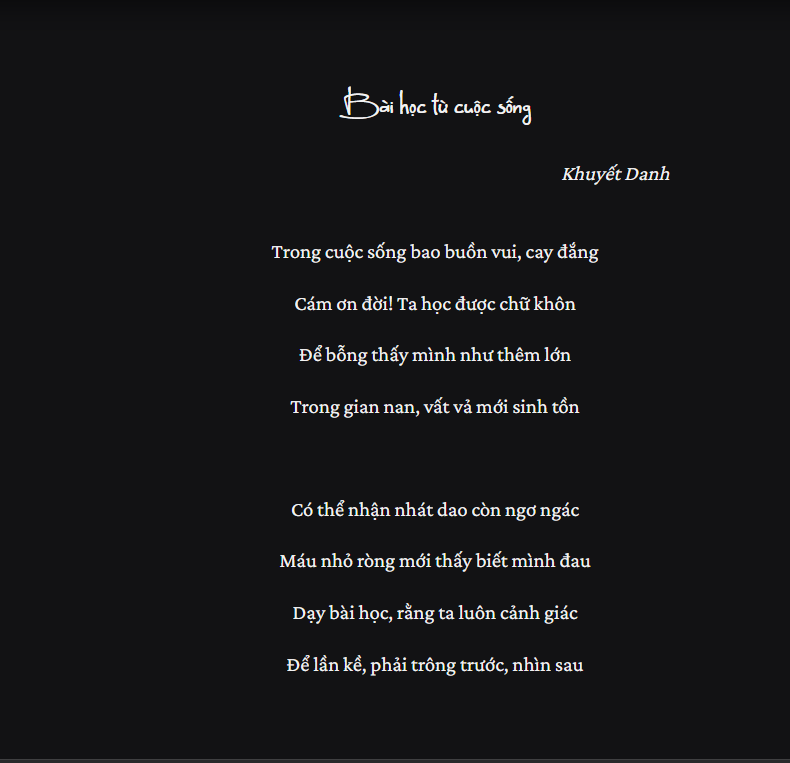 Bài học từ cuộc sống
Khuyết Danh
Trong cuộc sống bao buồn vui, cay đắng
Cám ơn đời! Ta học được chữ khôn
Để bỗng thấy mình như thêm lớn
Trong gian nan, vất vả mới sinh tồn
Có thể nhận nhát dao còn ngơ ngác
Máu nhỏ ròng mới thấy biết mình đau
Dạy bài học, rằng ta luôn cảnh giác
Để lần kề, phải trông trước, nhìn sau